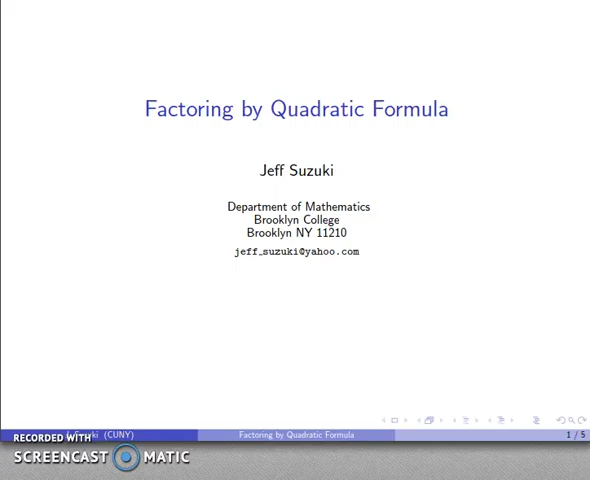 Factoring by Quadratic Formula
Jeff Suzuki
Department of Mathematics
Brooklyn College
Brooklyn NY 11210
jeff_suzuki@yahoo.com
(CUNY)
Factoring by Quadratic Formula
1 / 5
RECORDED WITH
SCREENCAST MATIC